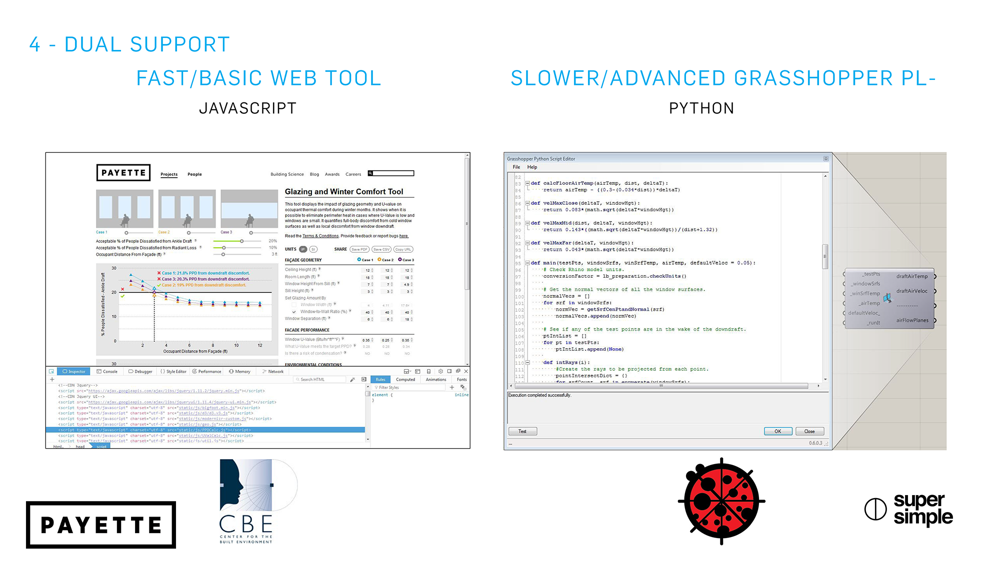 4 - DUAL SUPPORT
FAST/BASIC WEB TOOL
JAVASCRIPT
PAYETTE
Projects People
Building Science Blog Awards Careers
Case 1 Case 2 Case 3
Acceptable % of People Dissatisfied from Ankle Draft ? 20%
Acceptable % of People Dissatisfied from Radiant Loss ? 10%
Occupant Distance From Façade (ft) ? 3 ft
% People Dissatisfied - Ankle Draft
30
20
10
0
Case 1: 21.8% PPD from downdraft discomfort.
Case 3: 20.3% PPD from downdraft discomfort.
Case 2: 19% PPD from downdraft discomfort.
2 4 6 8 10 12
Occupant Distance from Façade (ft)
30
Glazing and Winter Comfort Tool
This tool displays the impact of glazing geometry and U-value on
occupant thermal comfort during winter months. It shows when it is
possible to eliminate perimeter heat in cases where U-Value is low and
windows are small. It quantifies full-body discomfort from cold window
surfaces as well as local discomfort from window downdraft.
Read the Terms & Conditions. Provide feedback or report bugs here.
UNITS IP SI SHARE Save PDF Save CSV Copy URL
FAÇADE GEOMETRY Case 1 Case 2 Case 3
Ceiling Height (ft) ? 12 12 12
Room Length (ft) ? 18 18 18
Window Height From Sill (ft) ? 7 7 4.9
Sill Height (ft) ? 3 3 3
Set Glazing Amount By
Window Width (ft) ? 4 4.11 17.64
Window-to-Wall Ratio (%) ? 40 40 40
Window Separation (ft) ? 6 6 18
FACADE PERFORMANCE
Window U-Value (Btu/hr*ft²*°F) ? 0.35 0.25 0.35
What U-Value meets the target PPD? ? 0.28 0.28 0.34
Is there a risk of condensation? ? NO NO NO
ENVIRONMENTAL CONDITIONS
Inspector Console Debugger { } Style Editor Performance Memory Network
+ Search HTML Rules Computed Animations Fonts
Filter Styles +
element { inline
}
<!--CDN Jquery-->
<script src="https://ajax.googleapis.com/ajax/libs/jquery/1.11.2/jquery.min.js"></script>
<!--CDN Jquery UI-->
<script src="https://ajax.googleapis.com/ajax/libs/jqueryui/1.11.4/jquery-ui.min.js"></script>
<script type="text/javascript" charset="utf-8" src="static/js/bigfoot.min.js"></script>
<script type="text/javascript" charset="utf-8" src="static/js/d3/d3.v3.js"></script>
<script type="text/javascript" charset="utf-8" src="static/js/modernizr-custom.js"></script>
<script type="text/javascript" charset="utf-8" src="static/js/geo.js"></script>
<script type="text/javascript" charset="utf-8" src="static/js/PPDCalc.js"></script>
<script type="text/javascript" charset="utf-8" src="static/js/UValCalc.js"></script>
<script type="text/javascript" charset="utf-8" src="static/js/util.js"></script>
html. head script
SLOWER/ADVANCED GRASSHOPPER PL-
PYTHON
Grasshopper Python Script Editor
File Help
82
83 def calcFloorAirTemp(airTemp, dist, deltaT):
84 return airTemp - ((0.3-(0.034*dist))*deltaT)
85
86 def velMaxClose(deltaT, windowHgt):
87 return 0.083*(math.sqrt(deltaT*windowHgt))
88
89 def velMaxMid(dist, deltaT, windowHgt):
90 return 0.143*((math.sqrt(deltaT*windowHgt))/(dist+1.32))
91
92 def velMaxFar(deltaT, windowHgt):
93 return 0.043*(math.sqrt(deltaT*windowHgt))
94
95 def main(testPts, windowSrfs, winSrfTemp, airTemp, defaultVeloc = 0.05):
96 # Check Rhino model units.
97 conversionFactor = lb_preparation.checkUnits()
98
99 # Get the normal vectors of all the window surfaces.
100 normalVecs = []
101 for srf in windowSrfs:
102 normVec = getSrfCenPtandNormal(srf)
103 normalVecs.append(normVec)
104
105 # See if any of the test points are in the wake of the downdraft.
106 ptIntList = []
107 for pt in testPts:
108 ptIntList.append(None)
109
110 def intRays(i):
111 #Create the rays to be projected from each point.
112 pointIntersectDict = {}
for srfCount, srf in enumerate(windowSrfs):
Execution completed successfully.
Test OK Close
... 0.6.0.3
_testPts
_windowSrfs
_winSrfTemp
_airTemp
defaultVeloc_
_runIt
draftAirTemp
draftAirVeloc
----------
airFlowPlanes
PAYETTE
CBE
CENTER FOR THE
BUILT ENVIRONMENT
super
simple